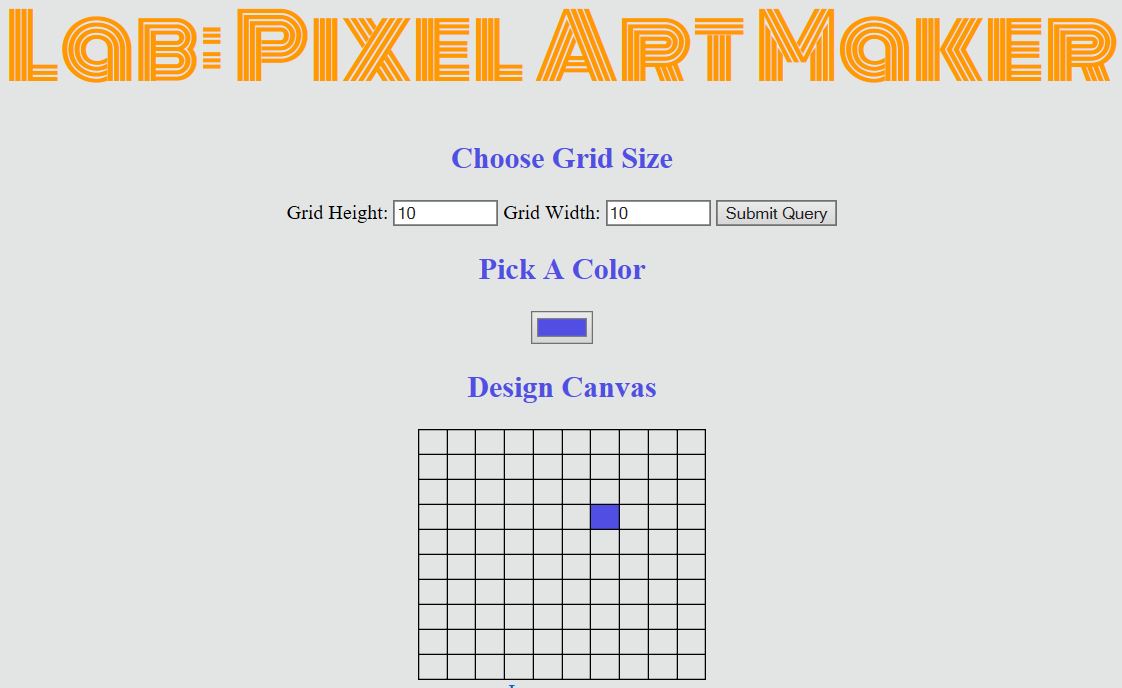 Lab: Pixel Art Maker
Choose Grid Size
Grid Height: 10 Grid Width: 10 Submit Query
Pick A Color
Design Canvas